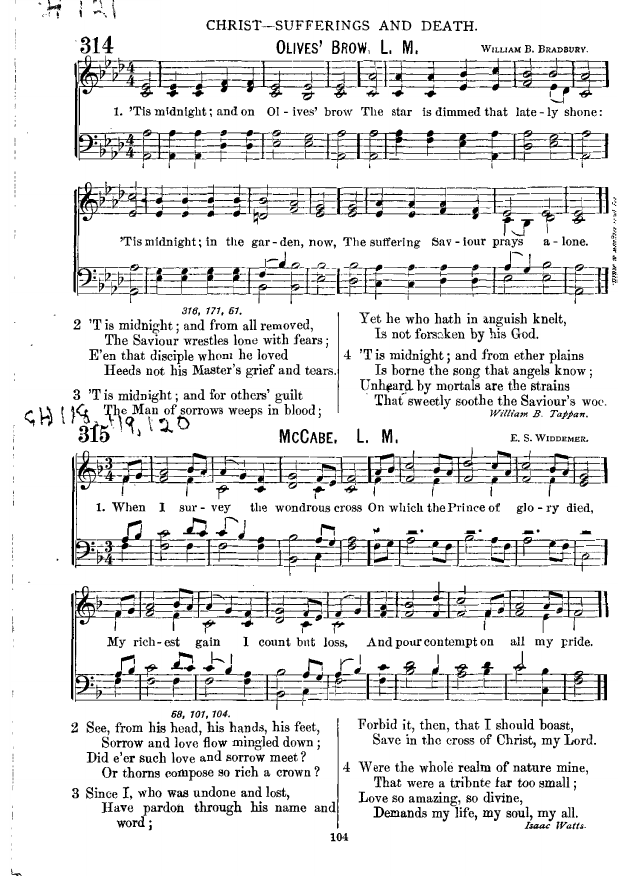 H 121
CHRIST—SUFFERINGS AND DEATH.
314 OLIVES' BROW. L. M. WILLIAM B. BRADBURY.
1. 'Tis midnight; and on Ol - ives' brow The star is dimmed that late - ly shone:
'Tis midnight; in the gar - den, now, The suffering Sav - iour prays a - lone.
316, 171, 61.
2 'T is midnight; and from all removed,
The Saviour wrestles lone with fears;
E'en that disciple whom he loved
Heeds not his Master's grief and tears.
3 'T is midnight; and for others' guilt
The Man of sorrows weeps in blood;
Yet he who hath in anguish knelt,
Is not forsaken by his God.
4 'T is midnight; and from ether plains
Is borne the song that angels know;
Unheard by mortals are the strains
That sweetly soothe the Saviour's woe.
William B. Tappan.
GH 118, 119, 120
315 MCCABE. L. M. E. S. WIDDEMER.
1. When I sur - vey the wondrous cross On which the Prince of glo - ry died,
My rich - est gain I count but loss, And pour contempt on all my pride.
68, 101, 104.
2 See, from his head, his hands, his feet,
Sorrow and love flow mingled down;
Did e'er such love and sorrow meet?
Or thorns compose so rich a crown?
3 Since I, who was undone and lost,
Have pardon through his name and
word;
Forbid it, then, that I should boast,
Save in the cross of Christ, my Lord.
4 Were the whole realm of nature mine,
That were a tribute far too small;
Love so amazing, so divine,
Demands my life, my soul, my all.
Isaac Watts.
104